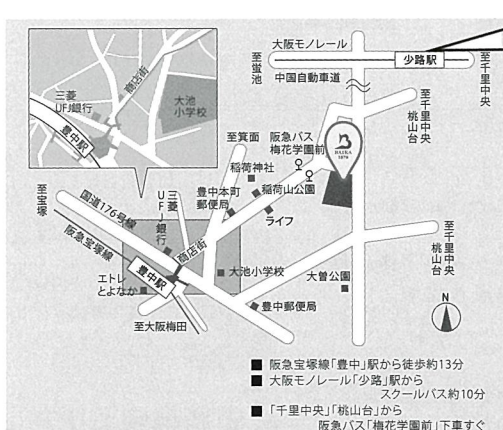 大阪モノレール
少路駅
至蛍池
中国自動車道
至千里中央
三菱
UFJ銀行
商店街
大池
小学校
豊中駅
至千里中央
桃山台
至箕面
阪急バス
梅花学園前
BAIKA
1878
稲荷神社
豊中本町
郵便局
稲荷山公園
ライフ
至宝塚
国道176号線
三菱
UFJ銀行
商店街
阪急宝塚線
至千里中央
桃山台
エトレ
とよなか
豊中駅
大池小学校
大曽公園
豊中郵便局
至大阪梅田
N
■ 阪急宝塚線「豊中」駅から徒歩約13分
■ 大阪モノレール「少路」駅から
スクールバス約10分
■ 「千里中央」「桃山台」から
阪急バス「梅花学園前」下車すぐ